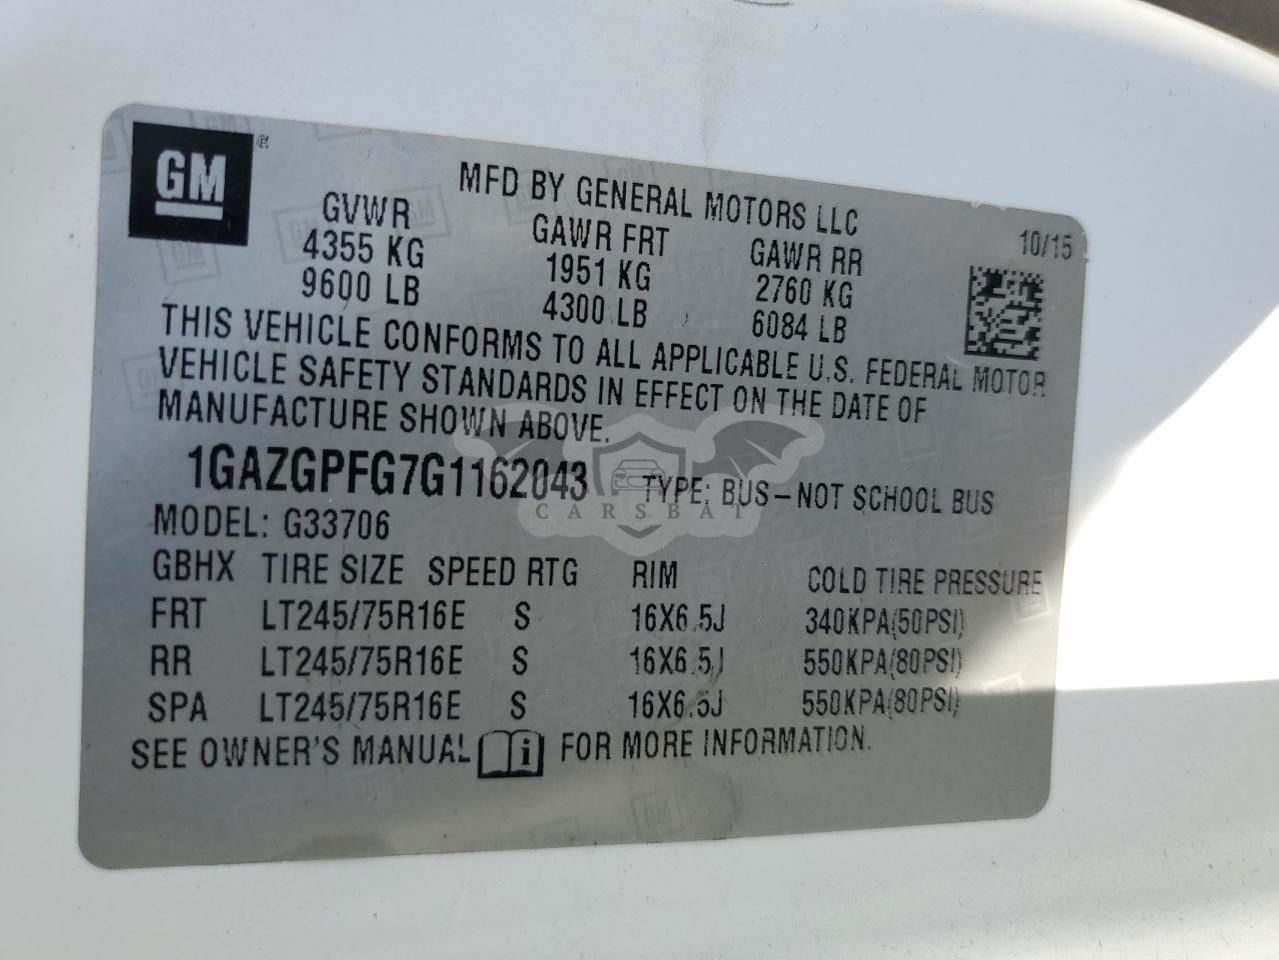 GM
MFD BY GENERAL MOTORS LLC
10/15
GVWR GAWR FRT GAWR RR
4355 KG 1951 KG 2760 KG
9600 LB 4300 LB 6084 LB
THIS VEHICLE CONFORMS TO ALL APPLICABLE U.S. FEDERAL MOTOR
VEHICLE SAFETY STANDARDS IN EFFECT ON THE DATE OF
MANUFACTURE SHOWN ABOVE.
1GAZGPFG7G1162043 TYPE: BUS-NOT SCHOOL BUS
CARSBAT
MODEL: G33706
GBHX TIRE SIZE SPEED RTG RIM COLD TIRE PRESSURE
FRT LT245/75R16E S 16X6.5J 340KPA(50PSI)
RR LT245/75R16E S 16X6.5J 550KPA(80PSI)
SPA LT245/75R16E S 16X6.5J 550KPA(80PSI)
SEE OWNER'S MANUAL i FOR MORE INFORMATION.